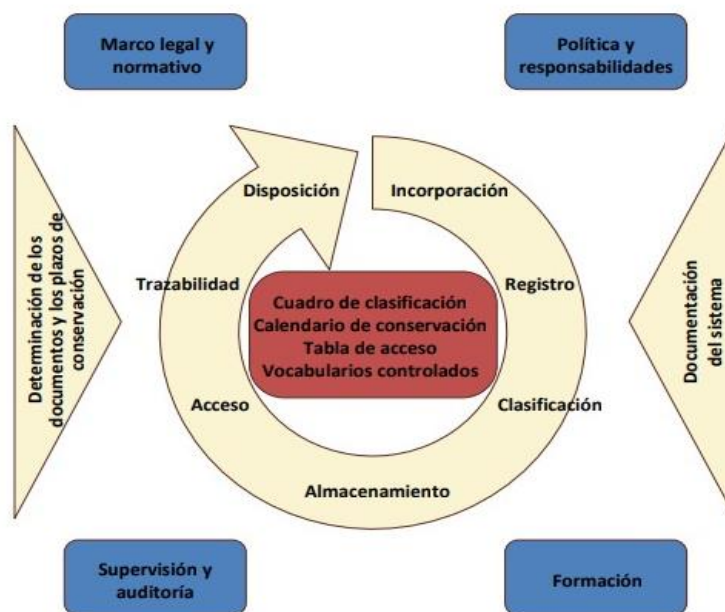 Marco legal y
normativo
Política y
responsabilidades
Disposición
Incorporación
Determinación de los
documentos y los plazos de
conservación
Trazabilidad
Registro
Cuadro de clasificación
Calendario de conservación
Tabla de acceso
Vocabularios controlados
Documentación
del sistema
Acceso
Clasificación
Almacenamiento
Supervisión y
auditoría
Formación